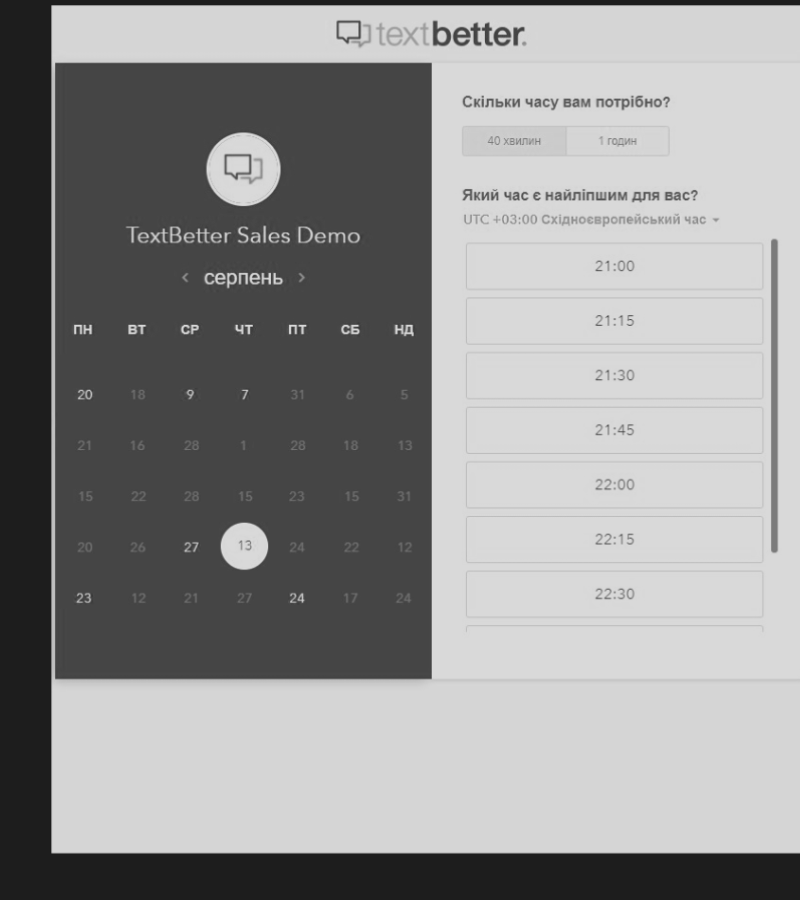 textbetter.
TextBetter Sales Demo
< серпень >
ПН ВТ СР ЧТ ПТ СБ НД
20 18 9 7 31 6 5
21 16 28 1 28 18 13
15 22 28 15 23 15 31
20 26 27 13 24 22 12
23 12 21 27 24 17 24
Скільки часу вам потрібно?
40 хвилин 1 годин
Який час є найліпшим для вас?
UTC +03:00 Східноєвропейський час
21:00
21:15
21:30
21:45
22:00
22:15
22:30